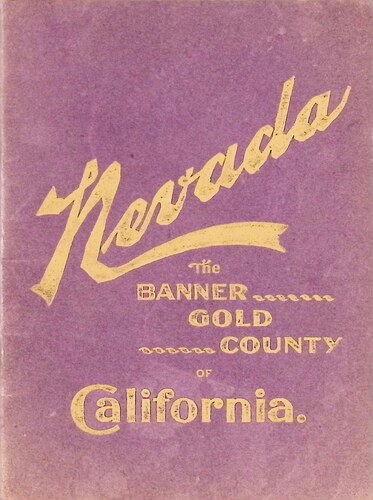 Nevada
The
BANNER
GOLD
COUNTY
OF
California.